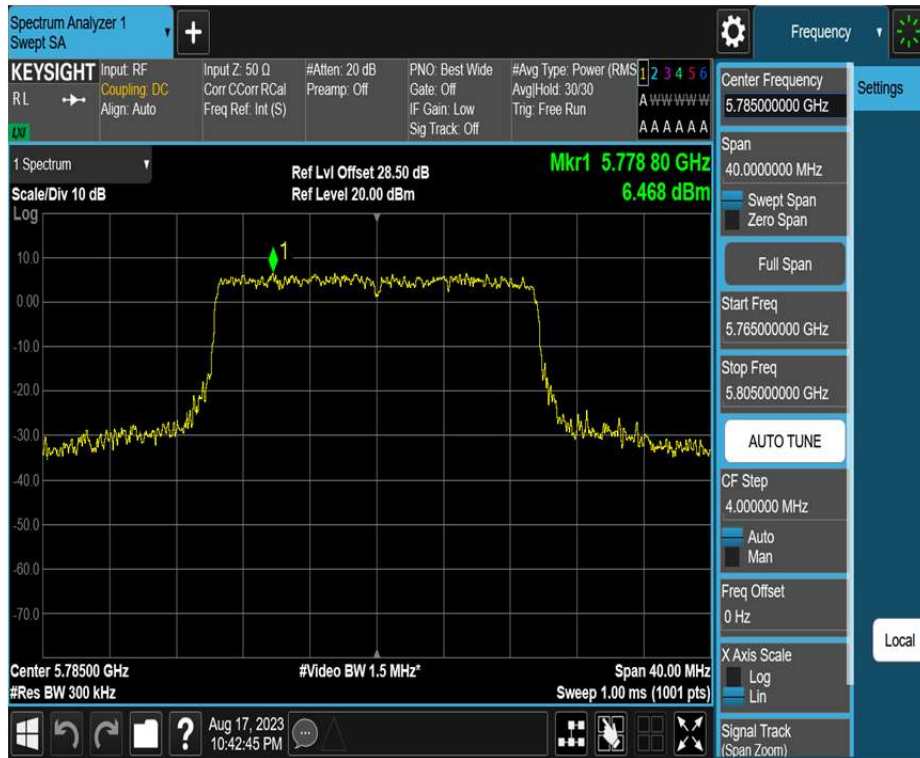 Spectrum Analyzer 1
Swept SA
+
Frequency
KEYSIGHT
RL
LXI
Input: RF
Coupling: DC
Align: Auto
Input Z: 50 Ω
Corr CCorr RCal
Freq Ref: Int (S)
#Atten: 20 dB
Preamp: Off
PNO: Best Wide
Gate: Off
IF Gain: Low
Sig Track: Off
#Avg Type: Power (RMS
Avg|Hold: 30/30
Trig: Free Run
1 2 3 4 5 6
A W W W W W
A A A A A A
Center Frequency
5.785000000 GHz
Settings
Span
40.0000000 MHz
Swept Span
Zero Span
Full Span
Start Freq
5.765000000 GHz
Stop Freq
5.805000000 GHz
AUTO TUNE
CF Step
4.000000 MHz
Auto
Man
Freq Offset
0 Hz
X Axis Scale
Log
Lin
Signal Track
(Span Zoom)
Local
1 Spectrum
Scale/Div 10 dB
Log
Ref Lvl Offset 28.50 dB
Ref Level 20.00 dBm
Mkr1 5.778 80 GHz
6.468 dBm
1
10.0
0.00
-10.0
-20.0
-30.0
-40.0
-50.0
-60.0
-70.0
Center 5.78500 GHz
#Res BW 300 kHz
#Video BW 1.5 MHz*
Span 40.00 MHz
Sweep 1.00 ms (1001 pts)
?
Aug 17, 2023
10:42:45 PM